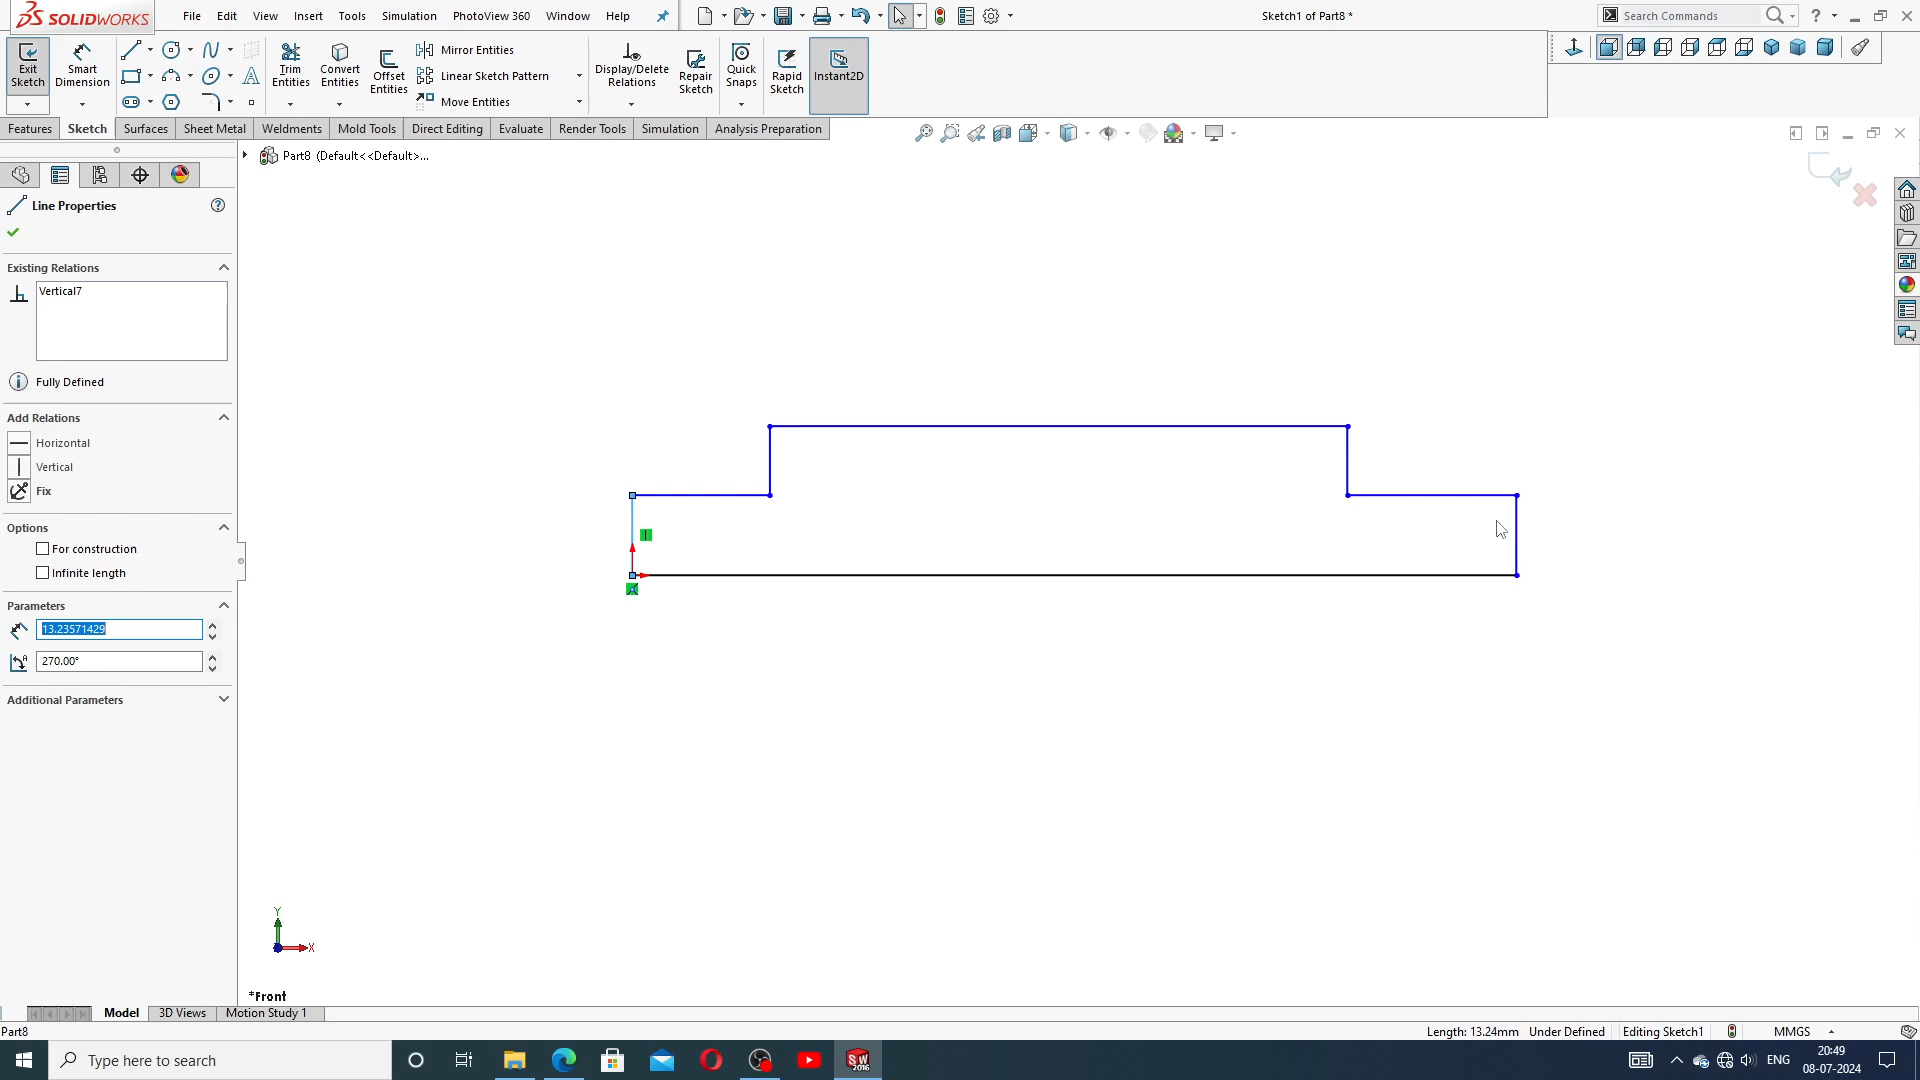 SOLIDWORKS
File Edit View Insert Tools Simulation PhotoView 360 Window Help
Sketch1 of Part8 *
Search Commands
Exit Sketch
Smart Dimension
Trim Entities
Convert Entities
Offset Entities
Mirror Entities
Linear Sketch Pattern
Move Entities
Display/Delete Relations
Repair Sketch
Quick Snaps
Rapid Sketch
Instant2D
Features Sketch Surfaces Sheet Metal Weldments Mold Tools Direct Editing Evaluate Render Tools Simulation Analysis Preparation
Part8 (Default<<Default>...
Line Properties
Existing Relations
Vertical7
Fully Defined
Add Relations
Horizontal
Vertical
Fix
Options
For construction
Infinite length
Parameters
13.23571429
270.00°
Additional Parameters
Y
X
*Front
Model 3D Views Motion Study 1
Part8
Length: 13.24mm Under Defined Editing Sketch1 MMGS
Type here to search
SW 2016
ENG
20:49
08-07-2024